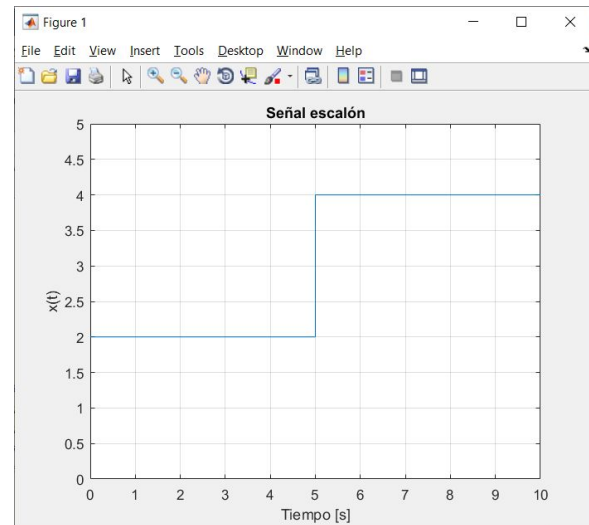 Figure 1
File Edit View Insert Tools Desktop Window Help
Señal escalón
5
4.5
4
3.5
3
2.5
2
1.5
1
0.5
0
x(t)
0 1 2 3 4 5 6 7 8 9 10
Tiempo [s]